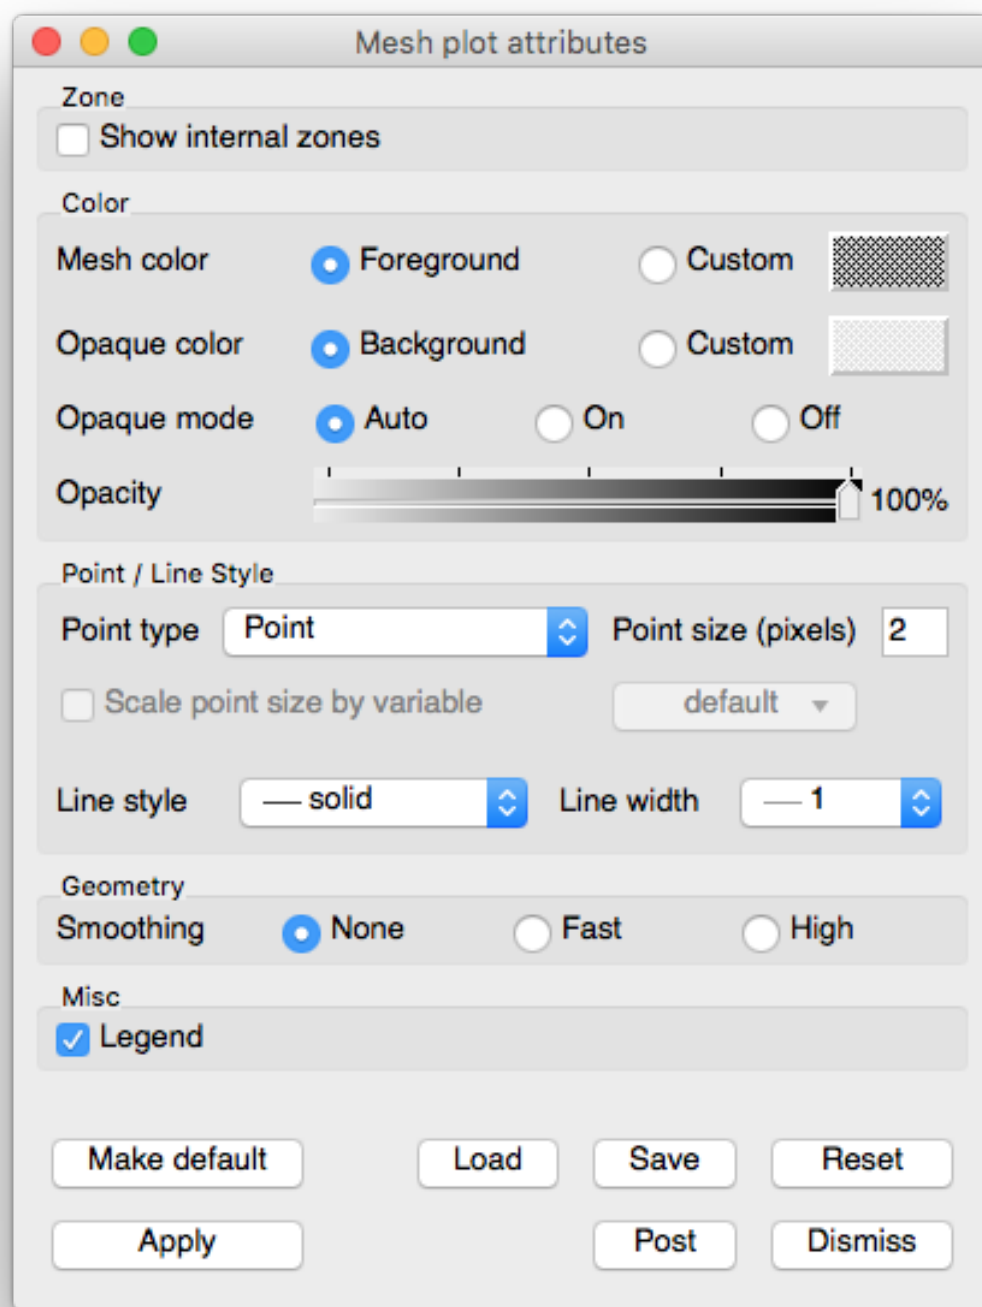 Mesh plot attributes
Zone
Show internal zones
Color
Mesh color Foreground Custom
Opaque color Background Custom
Opaque mode Auto On Off
Opacity 100%
Point / Line Style
Point type Point Point size (pixels) 2
Scale point size by variable default
Line style solid Line width 1
Geometry
Smoothing None Fast High
Misc
Legend
Make default Load Save Reset
Apply Post Dismiss